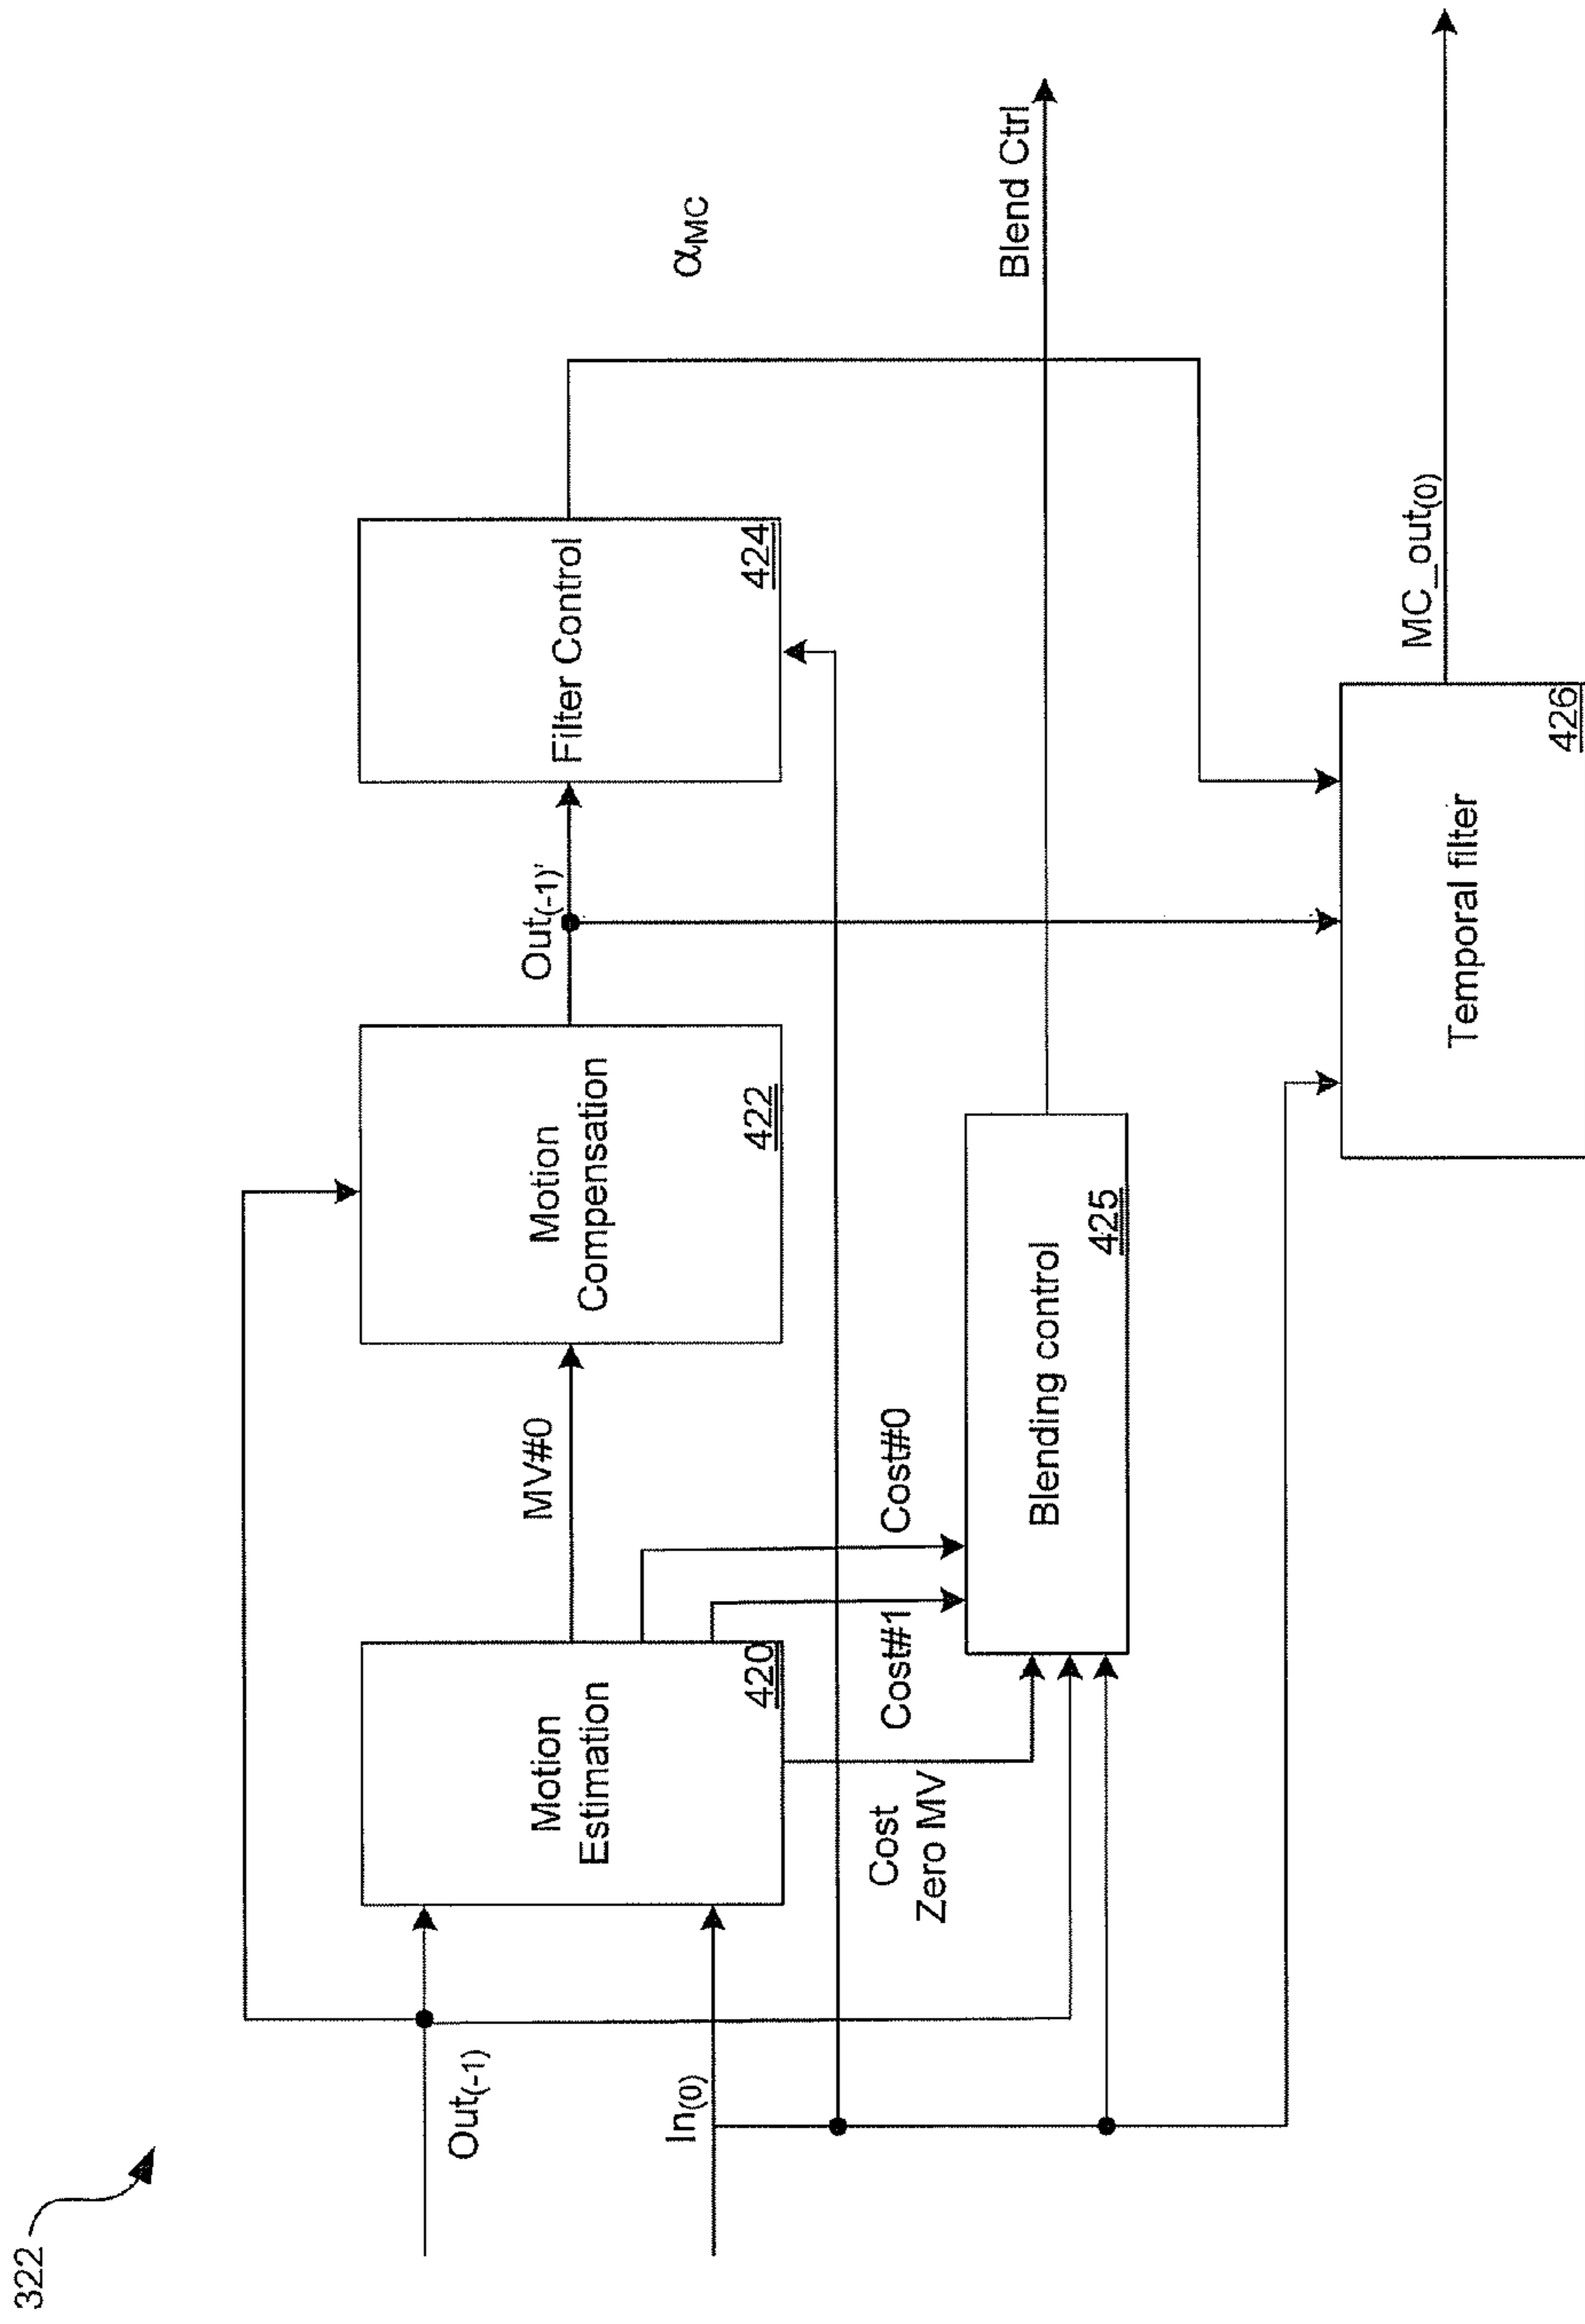 322
Out(-1)
In(0)
Motion
Estimation
420
MV#0
Motion
Compensation
422
Out(-1)'
Filter Control
424
αMC
Cost#0
Cost#1
Cost
Zero MV
Blending control
425
Blend Ctrl
Temporal filter
426
MC_out(0)